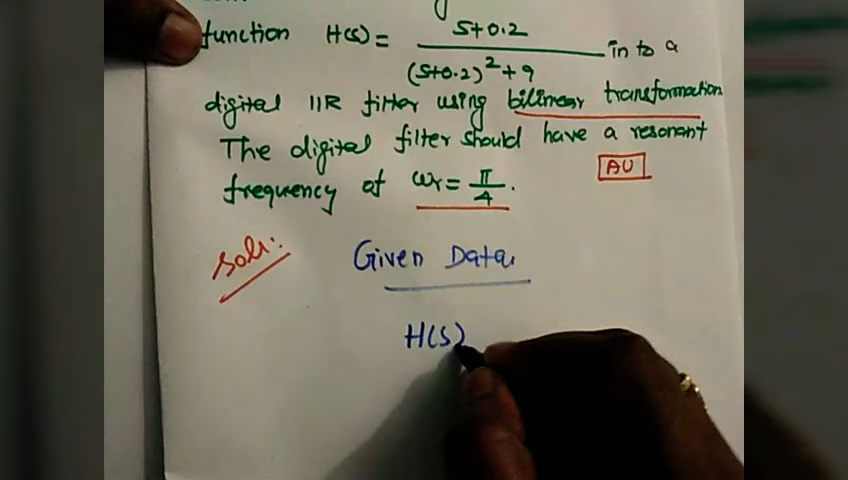 function H(s) = s+0.2 / (s+0.2)² + 9 in to a
digital IIR filter using bilinear transformation
The digital filter should have a resonant
frequency of ωr = π/4.
AU
Soln:
Given Data.
H(s)